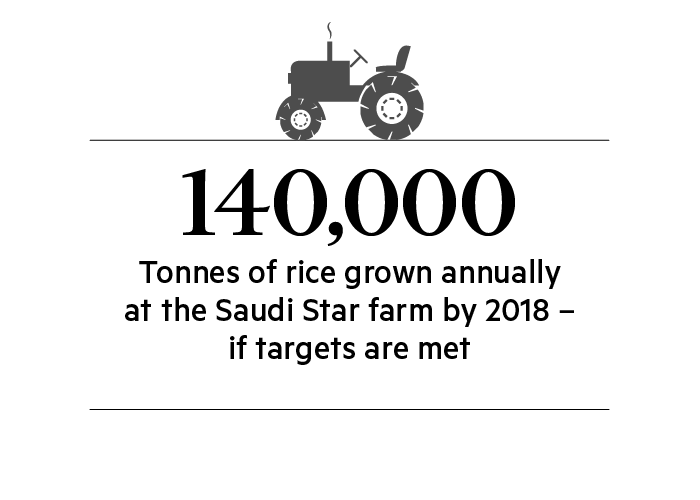 140,000
Tonnes of rice grown annually
at the Saudi Star farm by 2018 –
if targets are met